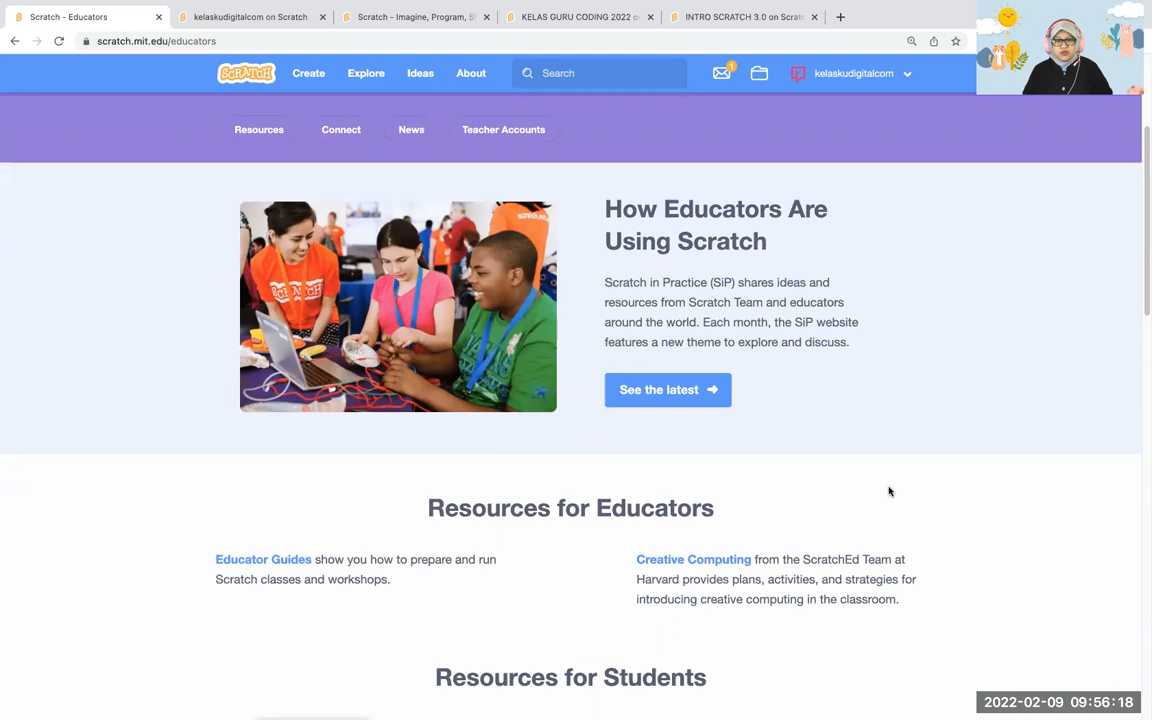 Scratch - Educators
kelaskudigitalcom on Scratch
Scratch - Imagine, Program, S
KELAS GURU CODING 2022 o
INTRO SCRATCH 3.0 on Scrat
scratch.mit.edu/educators
SCRATCH
Create
Explore
Ideas
About
Search
1
kelaskudigitalcom
Resources
Connect
News
Teacher Accounts
How Educators Are
Using Scratch
Scratch in Practice (SiP) shares ideas and
resources from Scratch Team and educators
around the world. Each month, the SiP website
features a new theme to explore and discuss.
See the latest
Resources for Educators
Educator Guides show you how to prepare and run
Scratch classes and workshops.
Creative Computing from the ScratchEd Team at
Harvard provides plans, activities, and strategies for
introducing creative computing in the classroom.
Resources for Students
2022-02-09 09:56:18